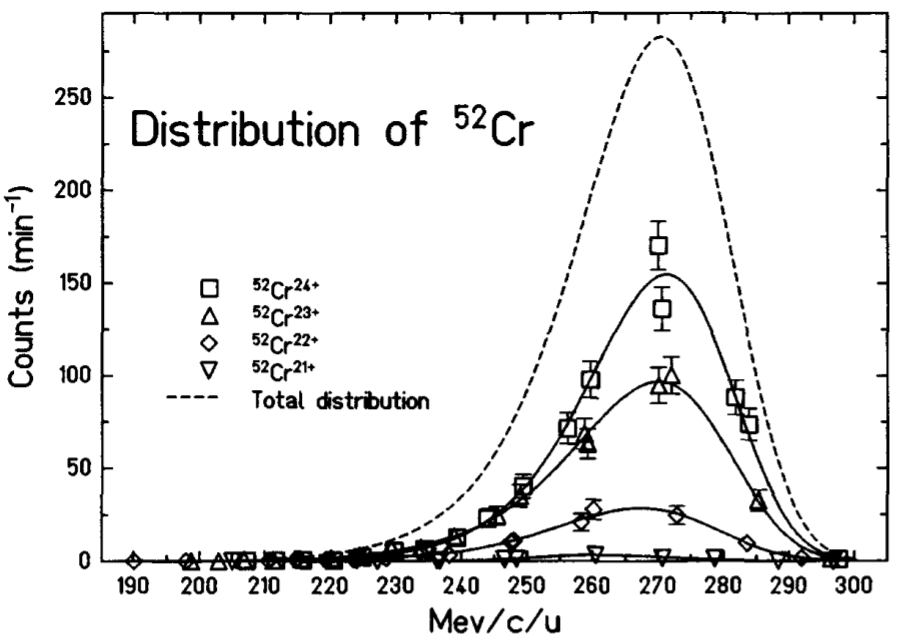 250
200
150
100
50
0
Counts (min⁻¹)
Distribution of ⁵²Cr
⁵²Cr²⁴⁺
⁵²Cr²³⁺
⁵²Cr²²⁺
⁵²Cr²¹⁺
Total distribution
190 200 210 220 230 240 250 260 270 280 290 300
Mev/c/u